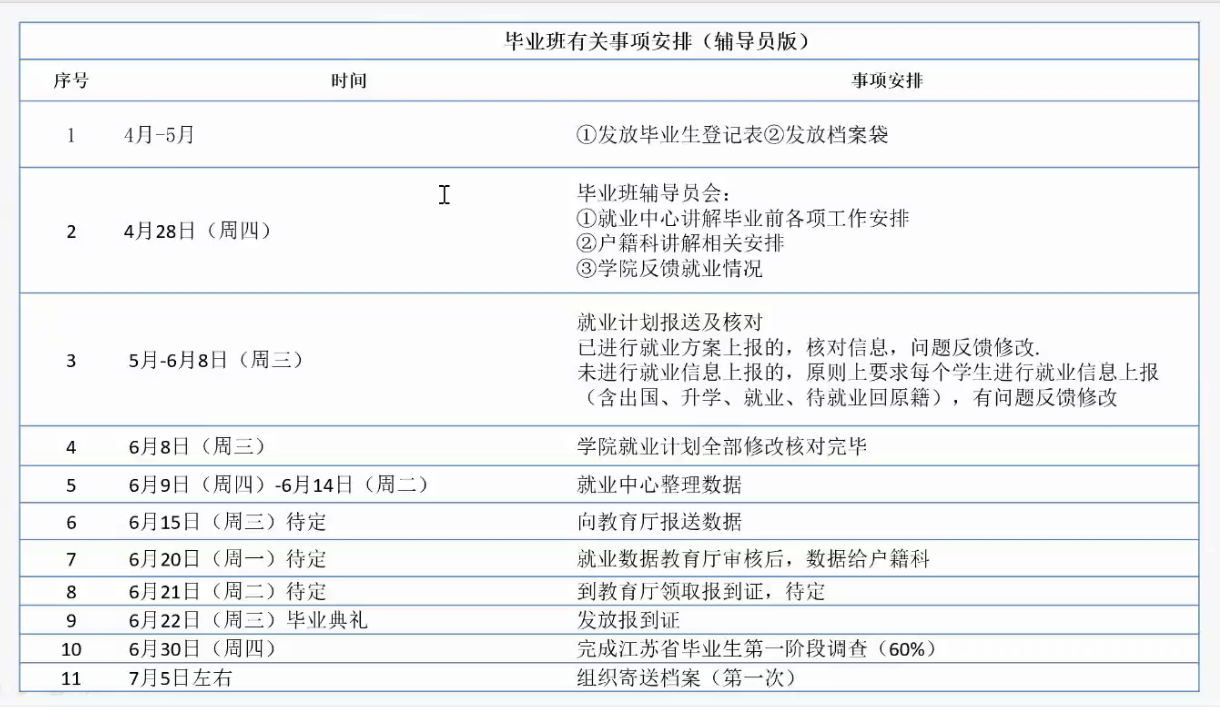 毕业班有关事项安排（辅导员版）
序号 时间 事项安排
1 4月-5月 ①发放毕业生登记表②发放档案袋
2 4月28日（周四） 毕业班辅导员会：
①就业中心讲解毕业前各项工作安排
②户籍科讲解相关安排
③学院反馈就业情况
3 5月-6月8日（周三） 就业计划报送及核对
已进行就业方案上报的，核对信息，问题反馈修改.
未进行就业信息上报的，原则上要求每个学生进行就业信息上报
（含出国、升学、就业、待就业回原籍），有问题反馈修改
4 6月8日（周三） 学院就业计划全部修改核对完毕
5 6月9日（周四）-6月14日（周二） 就业中心整理数据
6 6月15日（周三）待定 向教育厅报送数据
7 6月20日（周一）待定 就业数据教育厅审核后，数据给户籍科
8 6月21日（周二）待定 到教育厅领取报到证，待定
9 6月22日（周三）毕业典礼 发放报到证
10 6月30日（周四） 完成江苏省毕业生第一阶段调查（60%）
11 7月5日左右 组织寄送档案（第一次）